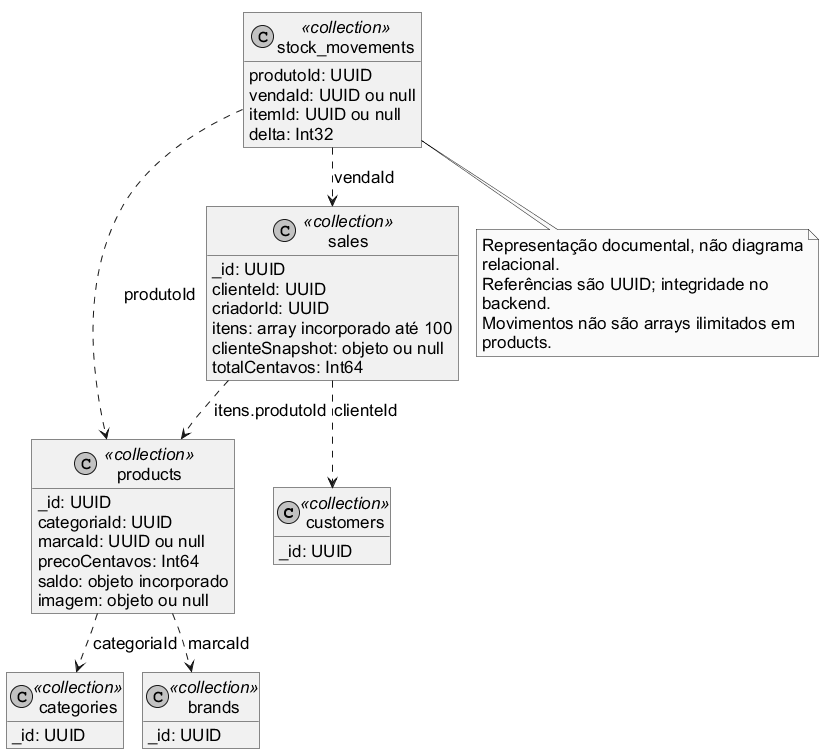 C
«collection»
stock_movements
produtoId: UUID
vendaId: UUID ou null
itemId: UUID ou null
delta: Int32
vendaId
C
«collection»
sales
_id: UUID
clienteId: UUID
criadorId: UUID
itens: array incorporado até 100
clienteSnapshot: objeto ou null
totalCentavos: Int64
Representação documental, não diagrama
relacional.
Referências são UUID; integridade no
backend.
Movimentos não são arrays ilimitados em
products.
produtoId
itens.produtoId
clienteId
C
«collection»
products
_id: UUID
categoriaId: UUID
marcaId: UUID ou null
precoCentavos: Int64
saldo: objeto incorporado
imagem: objeto ou null
C
«collection»
customers
_id: UUID
categoriaId
marcaId
C
«collection»
categories
_id: UUID
C
«collection»
brands
_id: UUID